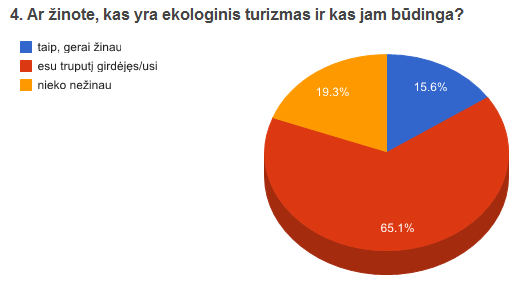 4. Ar žinote, kas yra ekologinis turizmas ir kas jam būdinga?
taip, gerai žinau
esu truputį girdėjęs/usi
nieko nežinau
19.3%
15.6%
65.1%